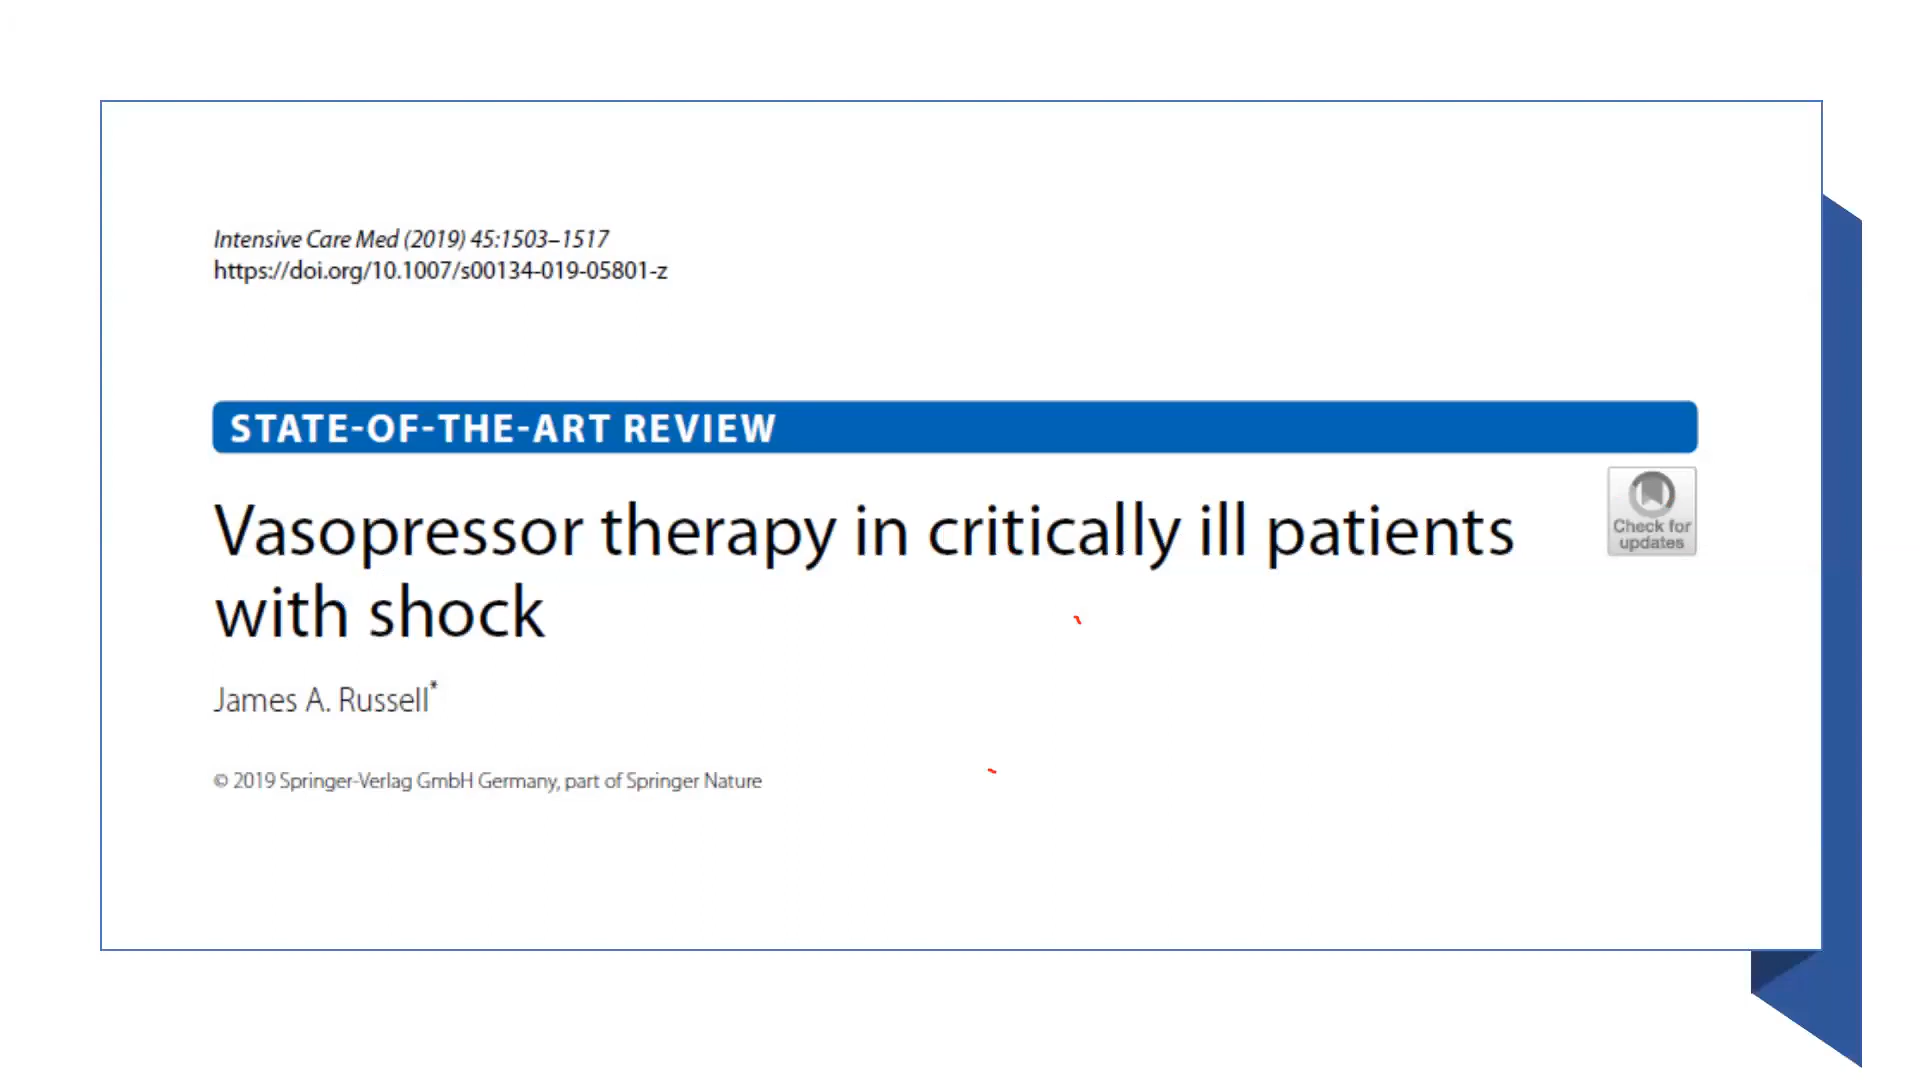 Intensive Care Med (2019) 45:1503–1517
https://doi.org/10.1007/s00134-019-05801-z
STATE-OF-THE-ART REVIEW
Vasopressor therapy in critically ill patients
with shock
Check for
updates
James A. Russell*
© 2019 Springer-Verlag GmbH Germany, part of Springer Nature